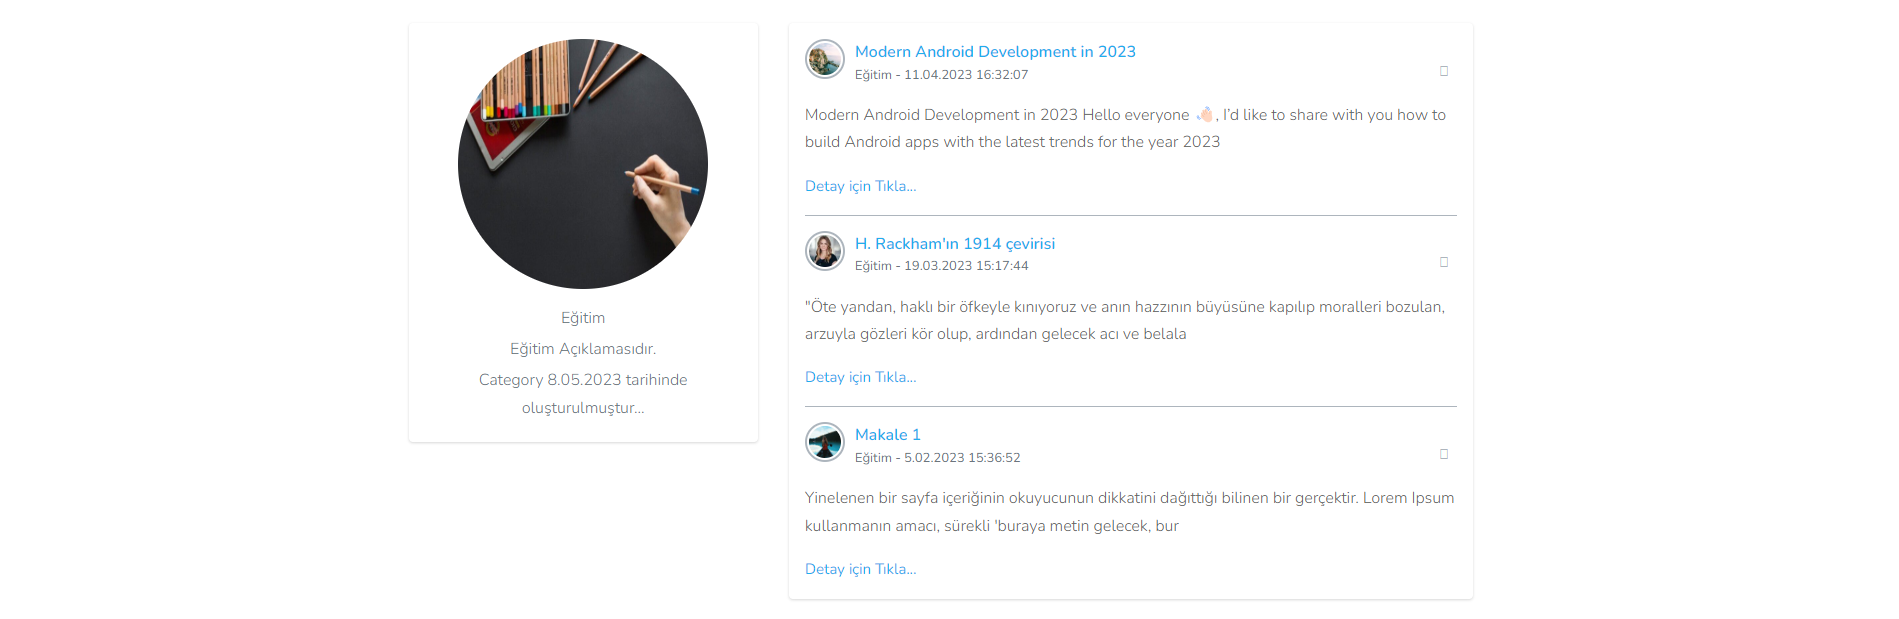 Eğitim
Eğitim Açıklamasıdır.
Category 8.05.2023 tarihinde
oluşturulmuştur...
Modern Android Development in 2023
Eğitim - 11.04.2023 16:32:07
Modern Android Development in 2023 Hello everyone 👋🏻, I’d like to share with you how to
build Android apps with the latest trends for the year 2023
Detay için Tıkla...
H. Rackham'ın 1914 çevirisi
Eğitim - 19.03.2023 15:17:44
"Öte yandan, haklı bir öfkeyle kınıyoruz ve anın hazzının büyüsüne kapılıp moralleri bozulan,
arzuyla gözleri kör olup, ardından gelecek acı ve belala
Detay için Tıkla...
Makale 1
Eğitim - 5.02.2023 15:36:52
Yinelenen bir sayfa içeriğinin okuyucunun dikkatini dağıttığı bilinen bir gerçektir. Lorem Ipsum
kullanmanın amacı, sürekli 'buraya metin gelecek, bur
Detay için Tıkla...